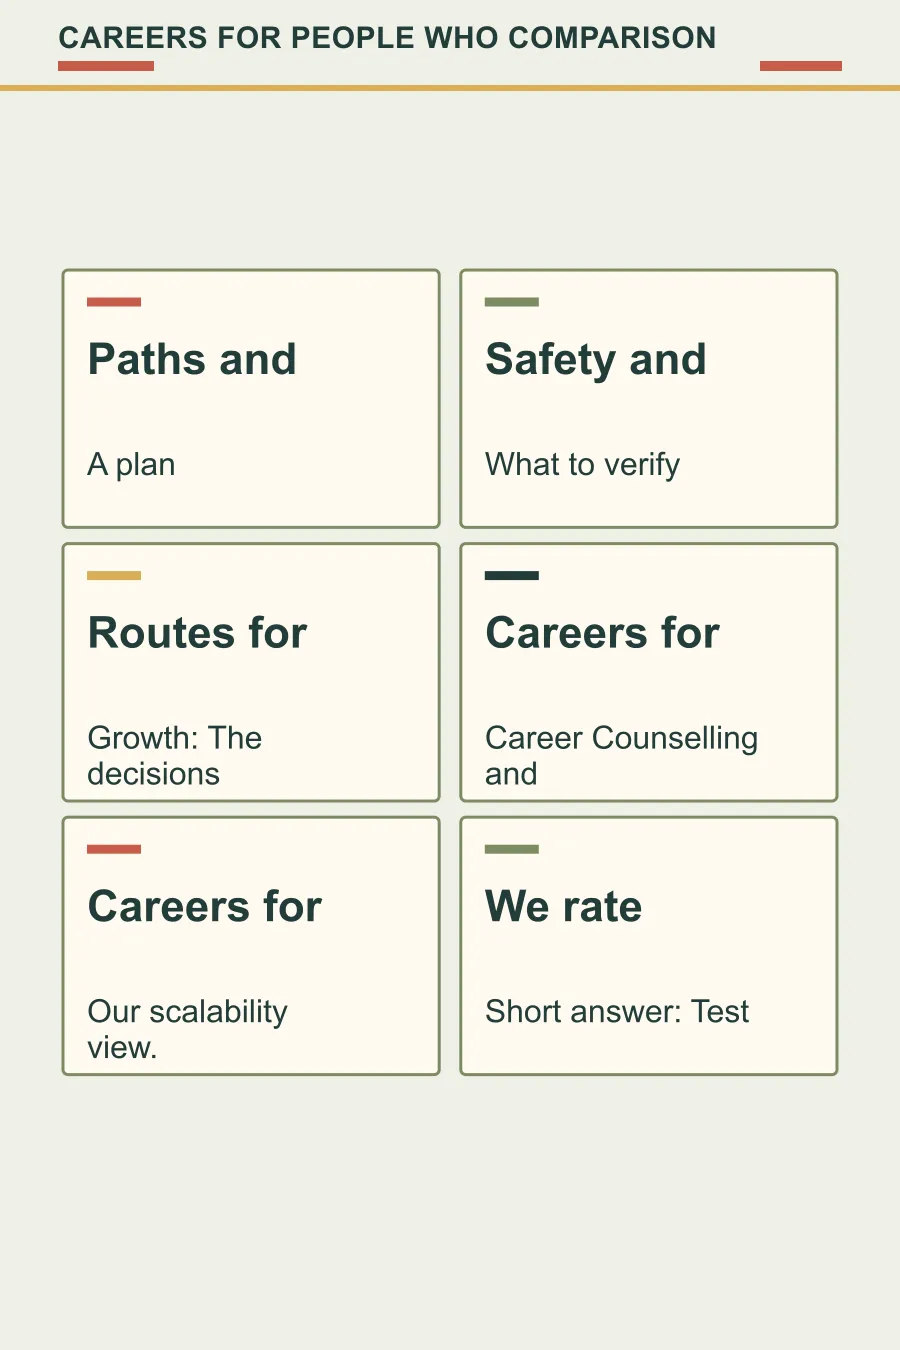 CAREERS FOR PEOPLE WHO COMPARISON
Paths and
A plan
Safety and
What to verify
Routes for
Growth: The
decisions
Careers for
Career Counselling
and
Careers for
Our scalability
view.
We rate
Short answer: Test